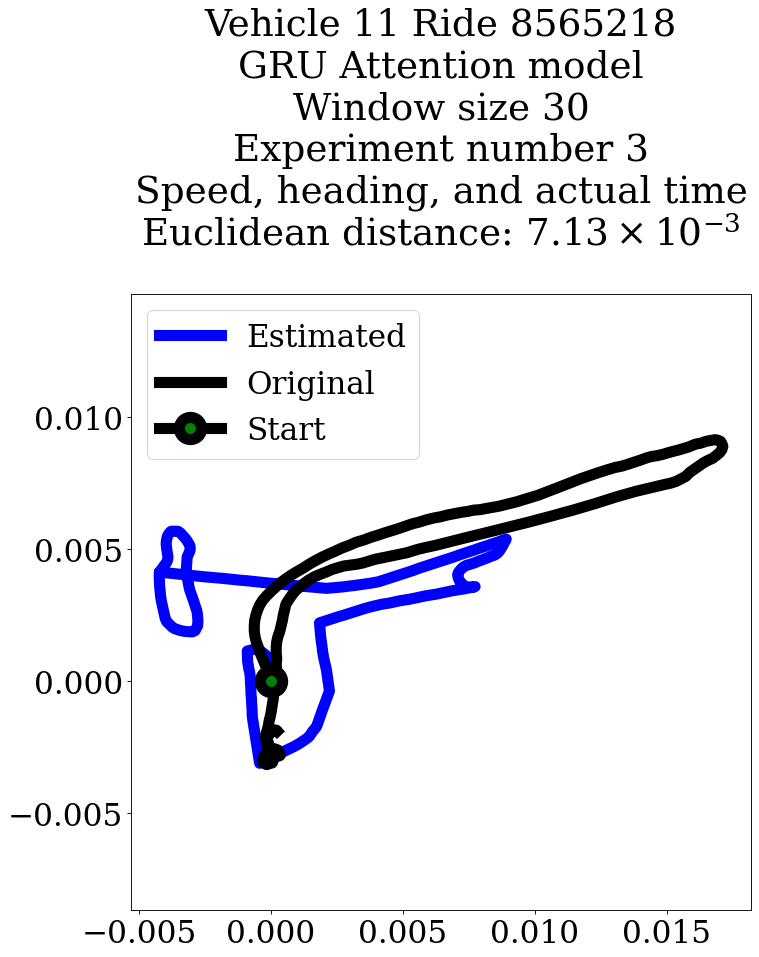 Vehicle 11 Ride 8565218
GRU Attention model
Window size 30
Experiment number 3
Speed, heading, and actual time
Euclidean distance: 7.13 × 10⁻³
Estimated
Original
Start
0.010
0.005
0.000
−0.005
−0.005 0.000 0.005 0.010 0.015